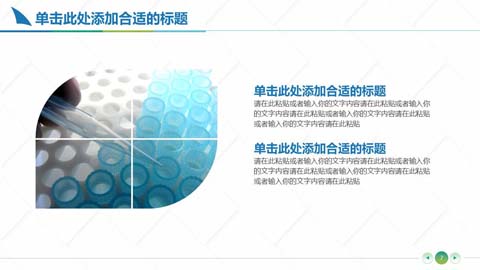 单击此处添加合适的标题
单击此处添加合适的标题
请在此粘贴或者输入你的文字内容请在此粘贴或者输入你
的文字内容请在此粘贴或者输入你的文字内容请在此粘贴
或者输入你的文字内容请在此粘贴
单击此处添加合适的标题
请在此粘贴或者输入你的文字内容请在此粘贴或者输入你
的文字内容请在此粘贴或者输入你的文字内容请在此粘贴
或者输入你的文字内容请在此粘贴